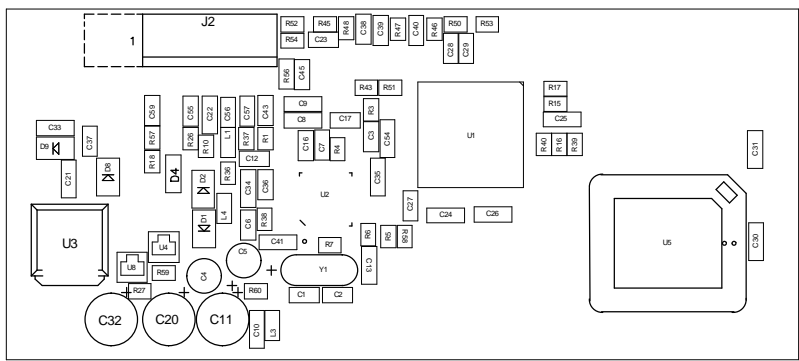 J2
1
R52
R54
R45
C23
R48
C38
C39
R47
C40
R46
R50
R53
C28
C29
R56
C45
R43
R51
U1
R17
R15
C25
R40
R16
R39
C31
C33
D9
C37
C21
D8
C59
R57
R18
D4
C55
R26
C22
R10
C56
L1
C57
R37
C43
R1
C12
C9
C8
C17
C16
C7
R4
R3
C3
C54
C35
D2
D1
R36
L4
C34
C36
C6
R38
U2
C27
C24
C26
U5
C30
U3
U4
U8
R59
R27
C4
C5
C41
R7
R6
R5
R58
C13
Y1
C1
C2
R60
C32
C20
C11
C10
L3